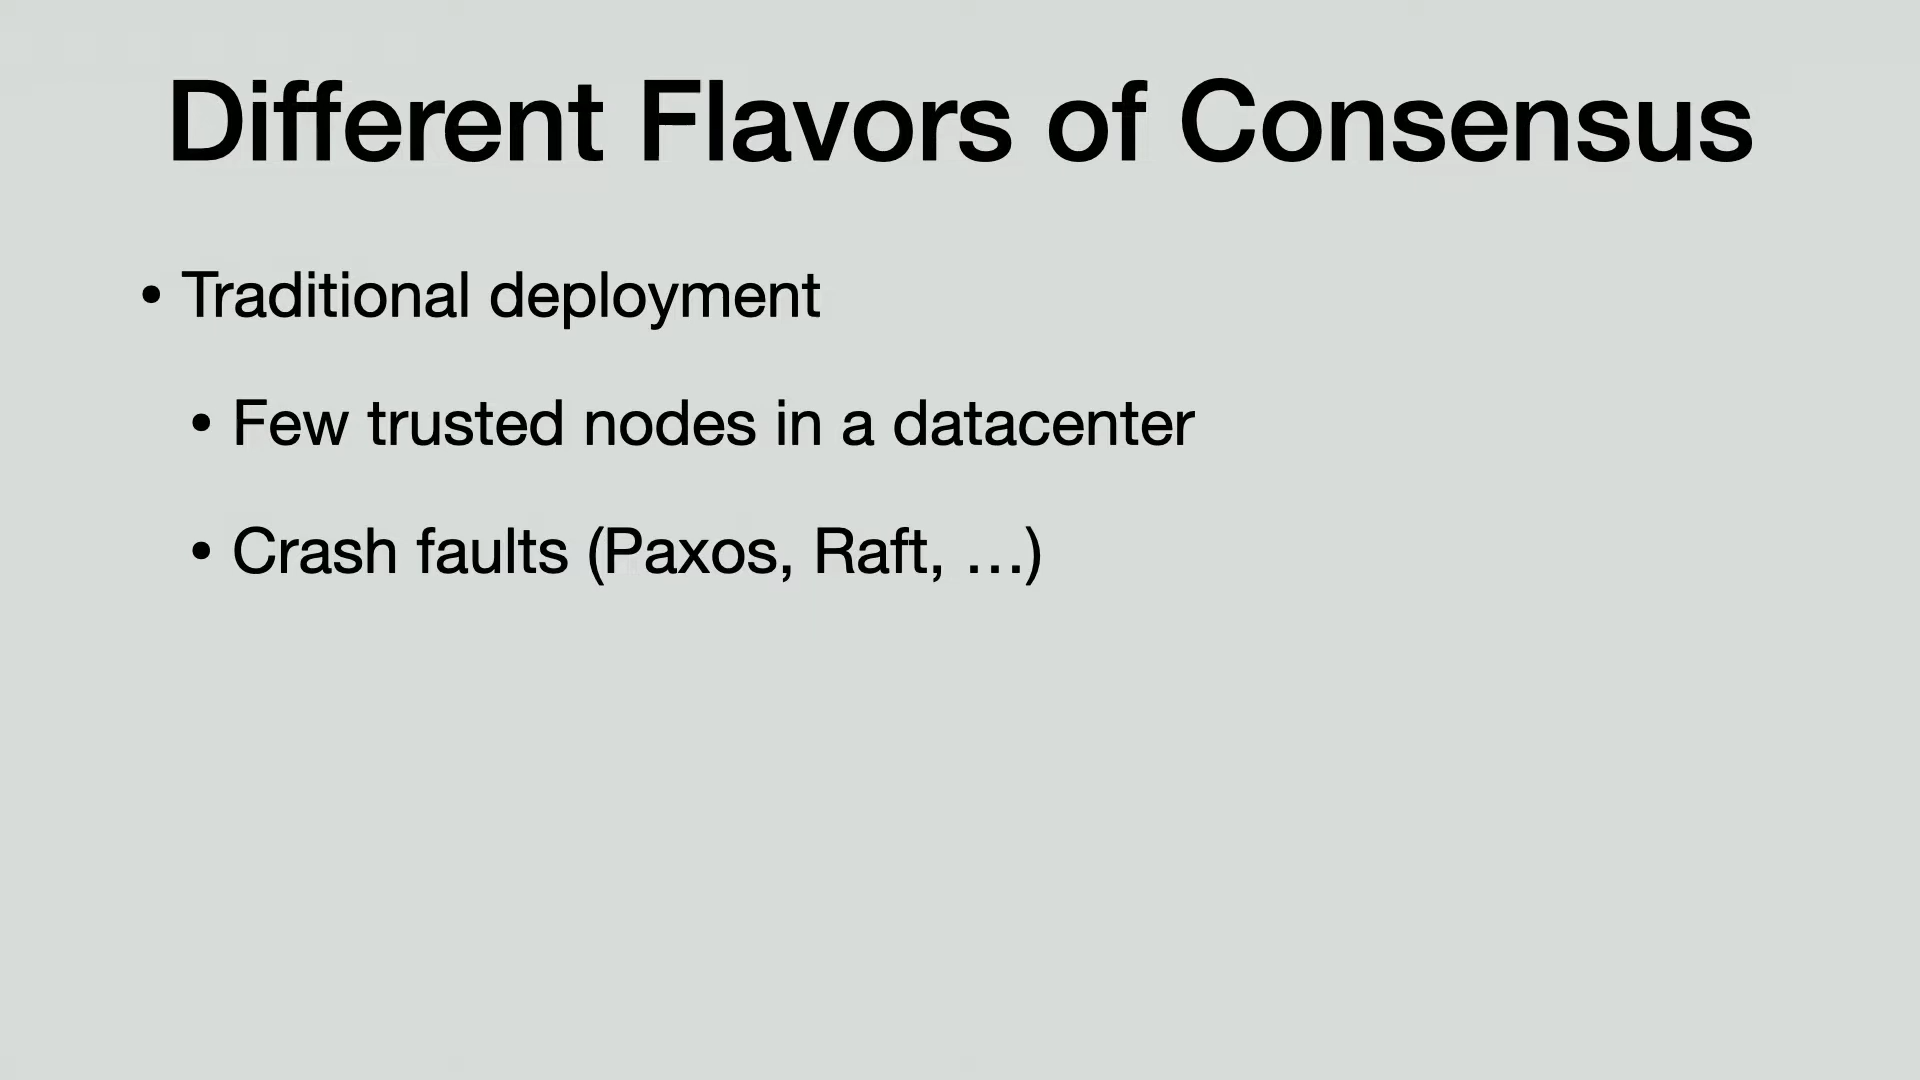 Different Flavors of Consensus
• Traditional deployment
• Few trusted nodes in a datacenter
• Crash faults (Paxos, Raft, …)